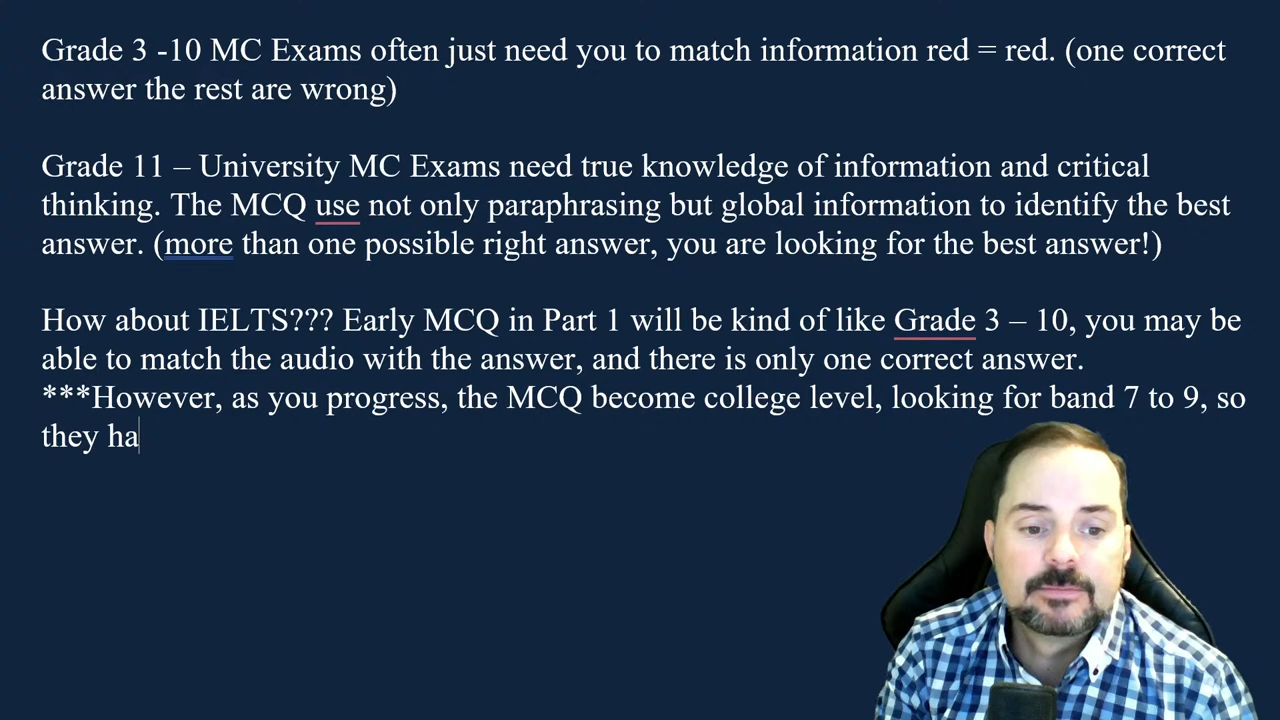 Grade 3 -10 MC Exams often just need you to match information red = red. (one correct
answer the rest are wrong)
Grade 11 – University MC Exams need true knowledge of information and critical
thinking. The MCQ use not only paraphrasing but global information to identify the best
answer. (more than one possible right answer, you are looking for the best answer!)
How about IELTS??? Early MCQ in Part 1 will be kind of like Grade 3 – 10, you may be
able to match the audio with the answer, and there is only one correct answer.
***However, as you progress, the MCQ become college level, looking for band 7 to 9, so
they ha